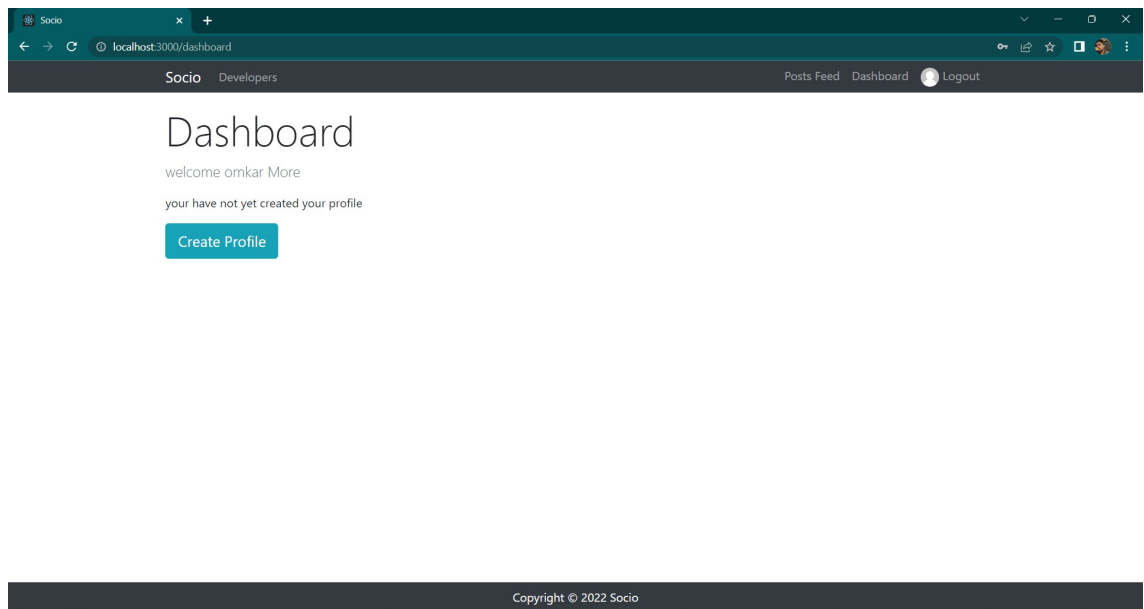 Socio
localhost:3000/dashboard
Socio Developers Posts Feed Dashboard Logout
Dashboard
welcome omkar More
your have not yet created your profile
Create Profile
Copyright © 2022 Socio